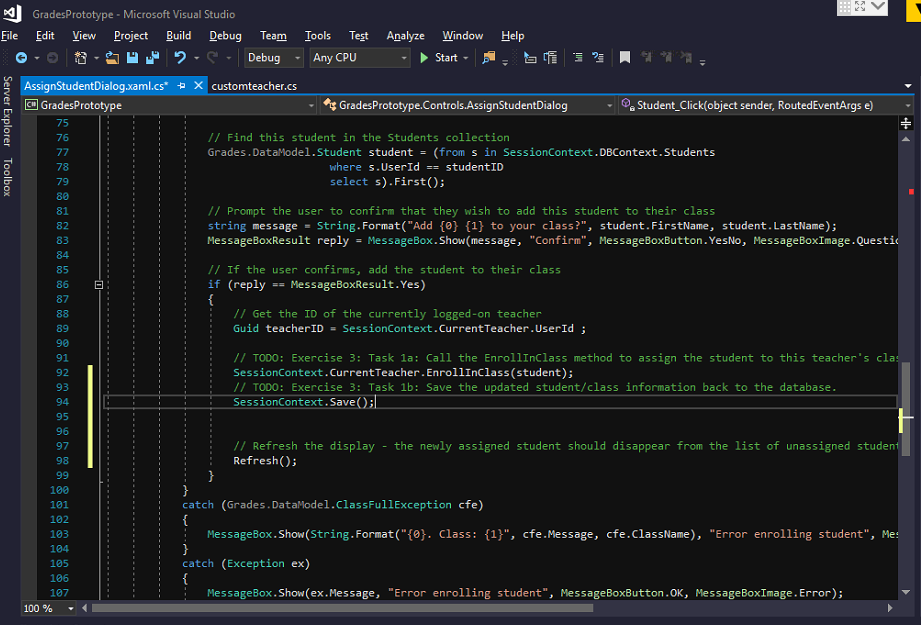 GradesPrototype - Microsoft Visual Studio
File Edit View Project Build Debug Team Tools Test Analyze Window Help
Debug Any CPU Start
Server Explorer
Toolbox
AssignStudentDialog.xaml.cs* customteacher.cs
GradesPrototype GradesPrototype.Controls.AssignStudentDialog Student_Click(object sender, RoutedEventArgs e)
75
76 // Find this student in the Students collection
77 Grades.DataModel.Student student = (from s in SessionContext.DBContext.Students
78 where s.UserId == studentID
79 select s).First();
80
81 // Prompt the user to confirm that they wish to add this student to their class
82 string message = String.Format("Add {0} {1} to your class?", student.FirstName, student.LastName);
83 MessageBoxResult reply = MessageBox.Show(message, "Confirm", MessageBoxButton.YesNo, MessageBoxImage.Questio
84
85 // If the user confirms, add the student to their class
86 if (reply == MessageBoxResult.Yes)
87 {
88 // Get the ID of the currently logged-on teacher
89 Guid teacherID = SessionContext.CurrentTeacher.UserId ;
90
91 // TODO: Exercise 3: Task 1a: Call the EnrollInClass method to assign the student to this teacher's clas
92 SessionContext.CurrentTeacher.EnrollInClass(student);
93 // TODO: Exercise 3: Task 1b: Save the updated student/class information back to the database.
94 SessionContext.Save();
95
96
97 // Refresh the display - the newly assigned student should disappear from the list of unassigned student
98 Refresh();
99 }
100 }
101 catch (Grades.DataModel.ClassFullException cfe)
102 {
103 MessageBox.Show(String.Format("{0}. Class: {1}", cfe.Message, cfe.ClassName), "Error enrolling student", Mes
104 }
105 catch (Exception ex)
106 {
107 MessageBox.Show(ex.Message, "Error enrolling student", MessageBoxButton.OK, MessageBoxImage.Error);
100 %